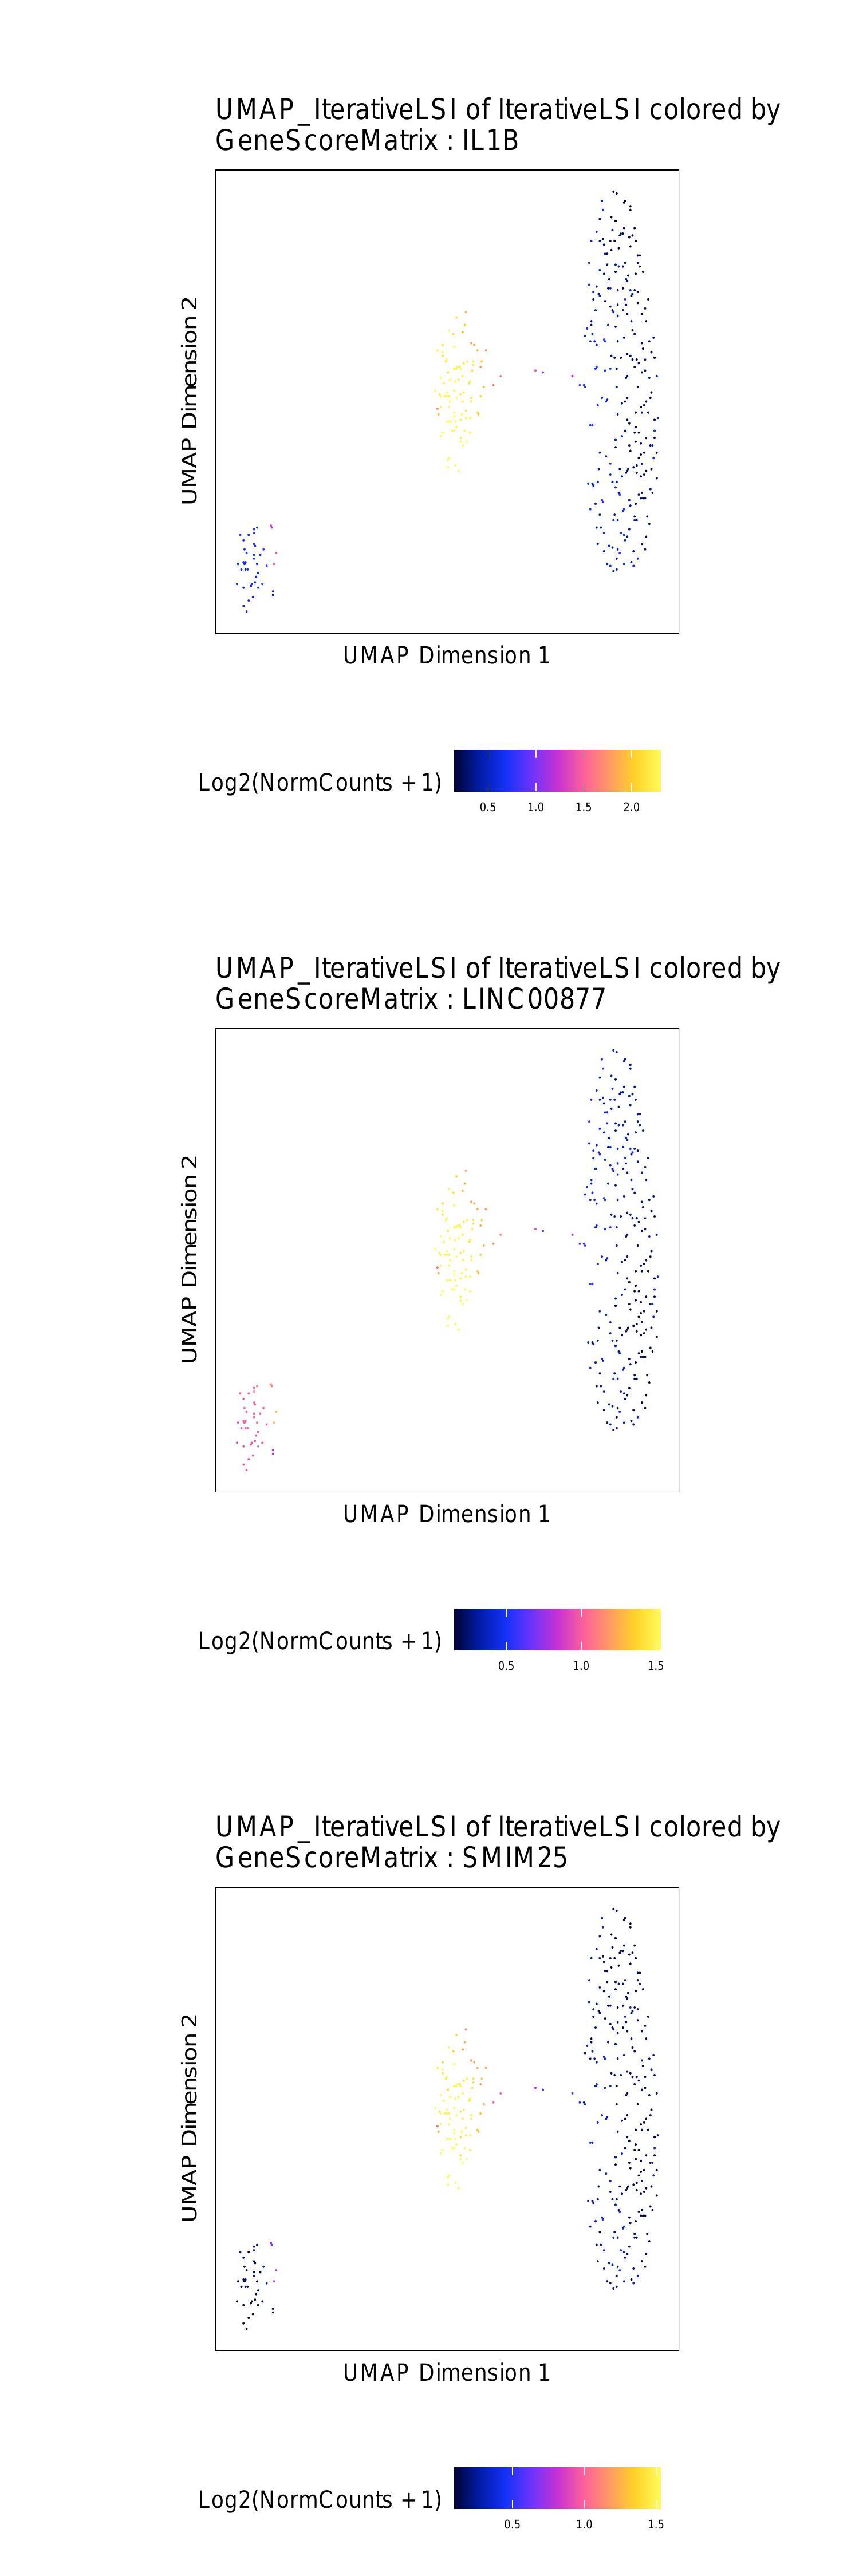 UMAP_IterativeLSI of IterativeLSI colored by
GeneScoreMatrix : IL1B
UMAP Dimension 2
UMAP Dimension 1
Log2(NormCounts +1)
0.5 1.0 1.5 2.0
UMAP_IterativeLSI of IterativeLSI colored by
GeneScoreMatrix : LINC00877
UMAP Dimension 2
UMAP Dimension 1
Log2(NormCounts +1)
0.5 1.0 1.5
UMAP_IterativeLSI of IterativeLSI colored by
GeneScoreMatrix : SMIM25
UMAP Dimension 2
UMAP Dimension 1
Log2(NormCounts +1)
0.5 1.0 1.5